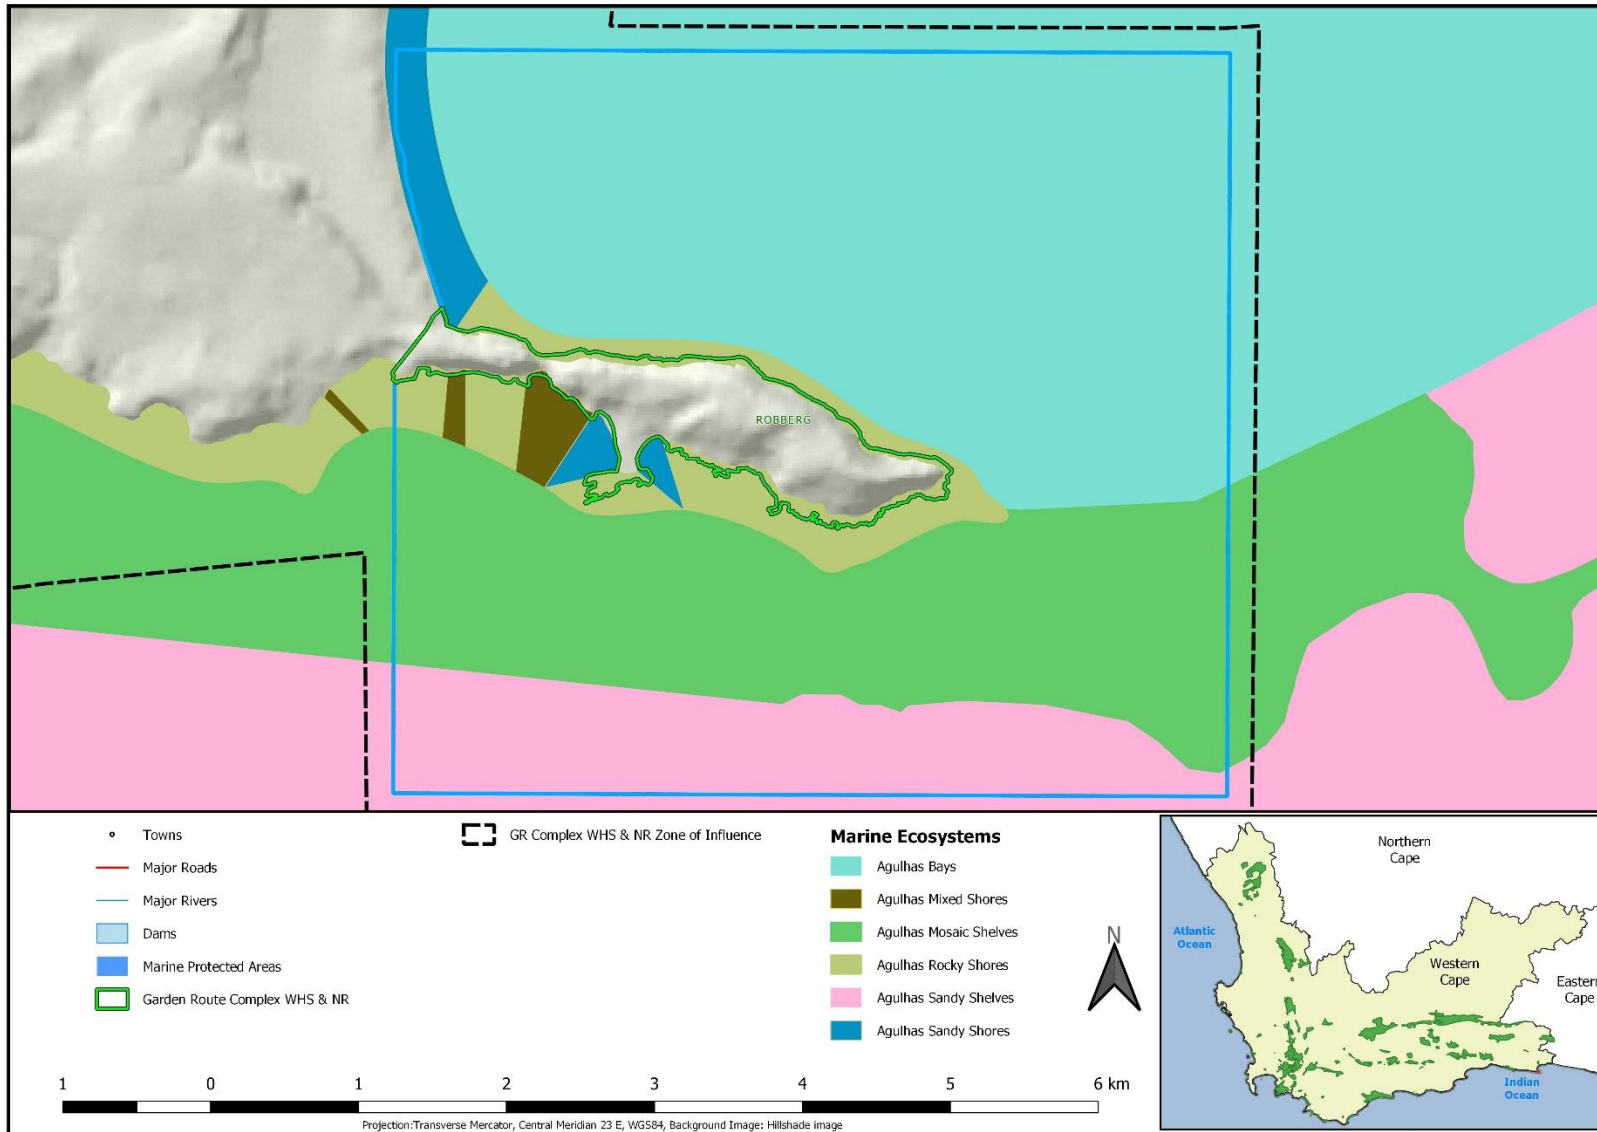 ROBBERG
Towns
Major Roads
Major Rivers
Dams
Marine Protected Areas
Garden Route Complex WHS & NR
GR Complex WHS & NR Zone of Influence
Marine Ecosystems
Agulhas Bays
Agulhas Mixed Shores
Agulhas Mosaic Shelves
Agulhas Rocky Shores
Agulhas Sandy Shelves
Agulhas Sandy Shores
N
Northern
Cape
Atlantic
Ocean
Western
Cape
Eastern
Cape
Indian
Ocean
1 0 1 2 3 4 5 6 km
Projection:Transverse Mercator, Central Meridian 23 E, WGS84, Background Image: Hillshade image